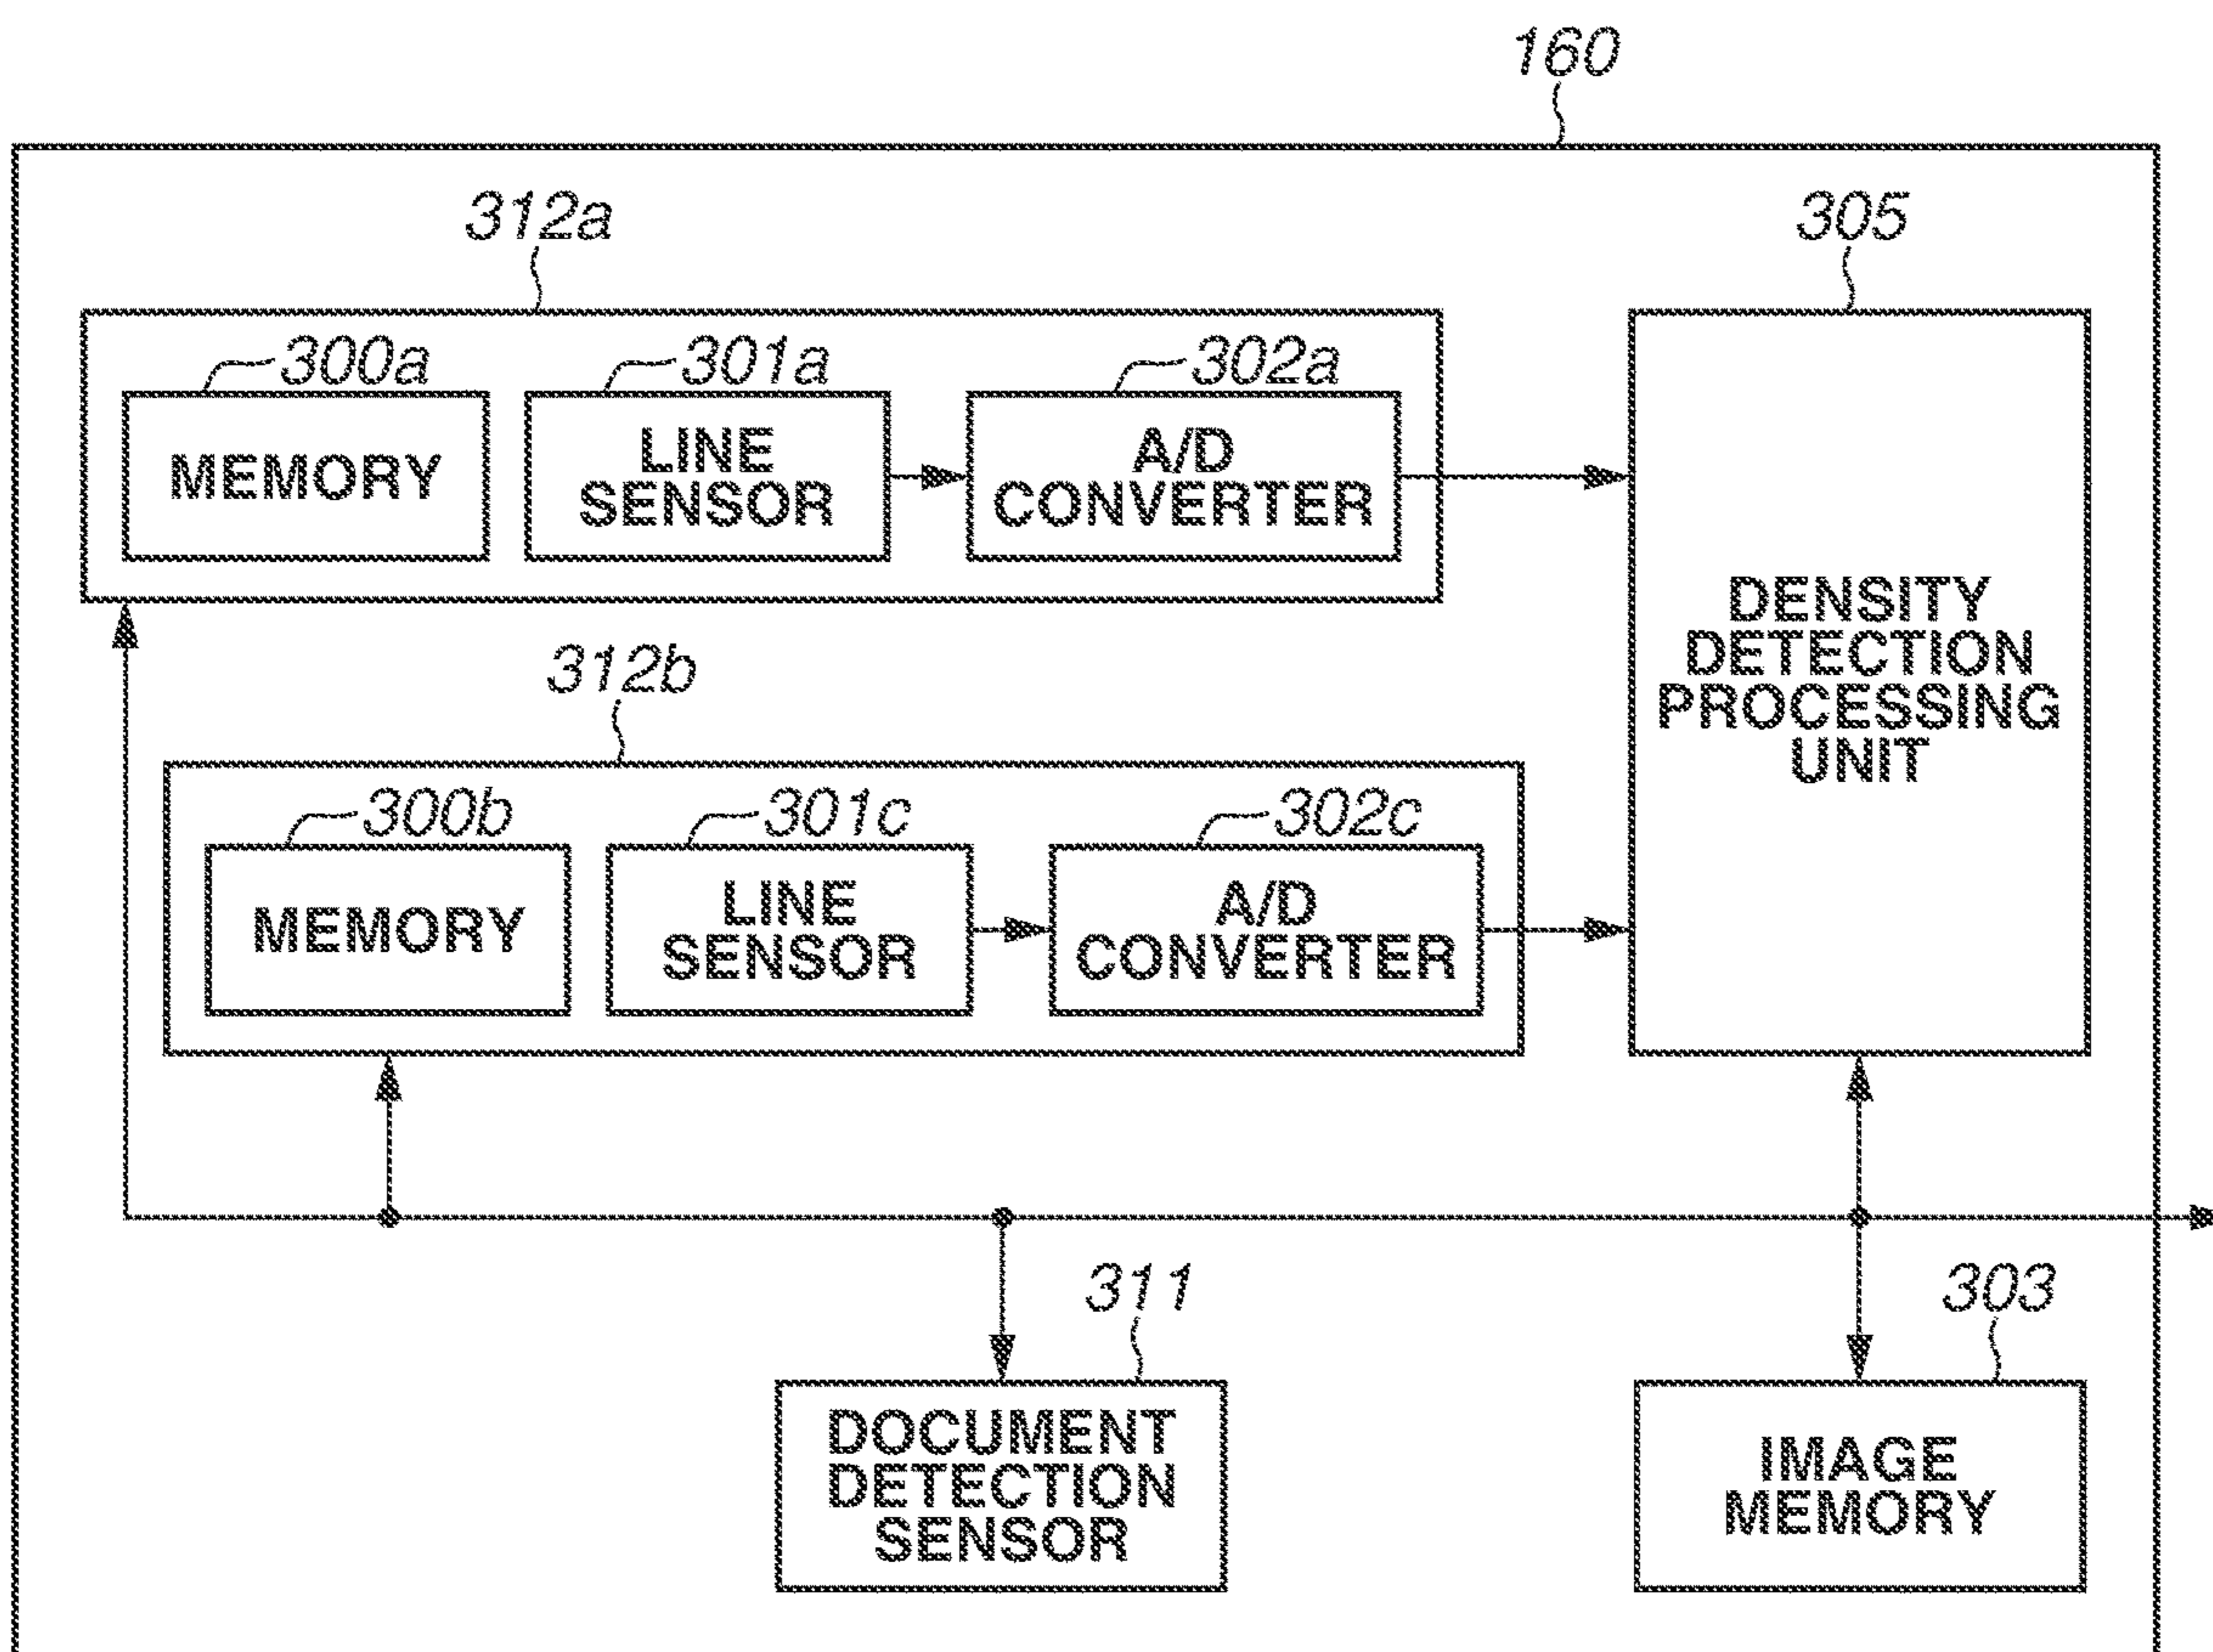 160
312a
305
300a
301a
302a
MEMORY
LINE
SENSOR
A/D
CONVERTER
DENSITY
DETECTION
PROCESSING
UNIT
312b
300b
301c
302c
MEMORY
LINE
SENSOR
A/D
CONVERTER
311
303
DOCUMENT
DETECTION
SENSOR
IMAGE
MEMORY